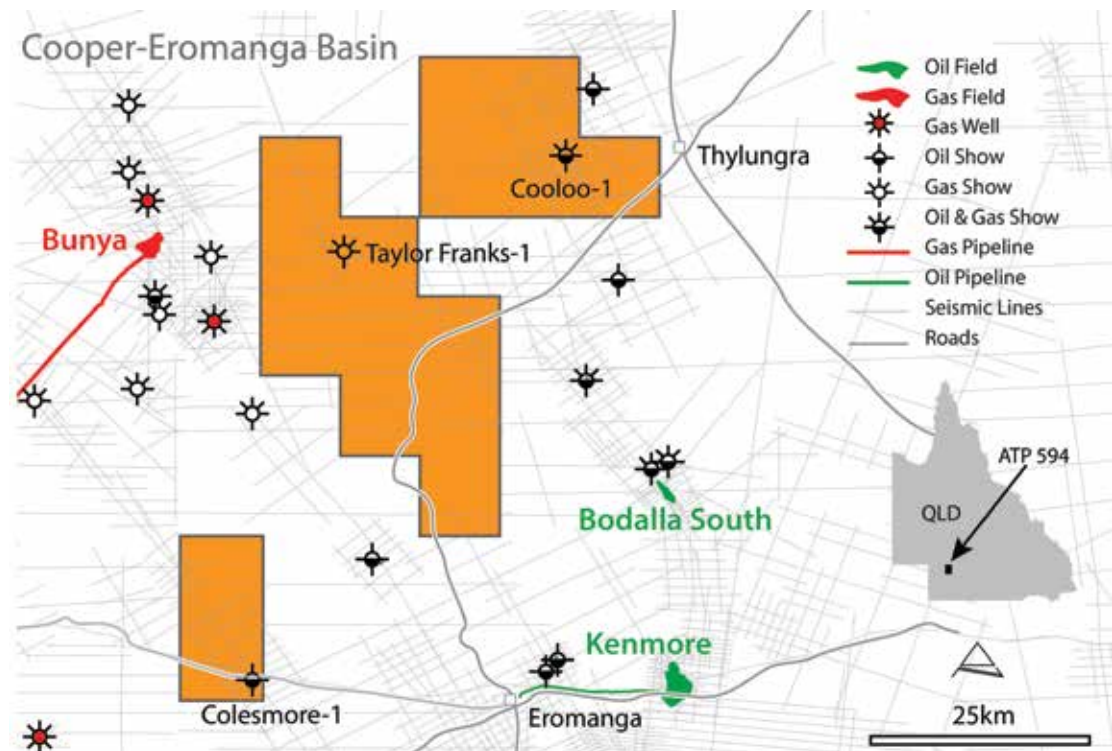 Cooper-Eromanga Basin
Oil Field
Gas Field
Gas Well
Oil Show
Gas Show
Oil & Gas Show
Gas Pipeline
Oil Pipeline
Seismic Lines
Roads
Thylungra
Cooloo-1
Bunya
Taylor Franks-1
ATP 594
QLD
Bodalla South
Kenmore
Colesmore-1
Eromanga
25km